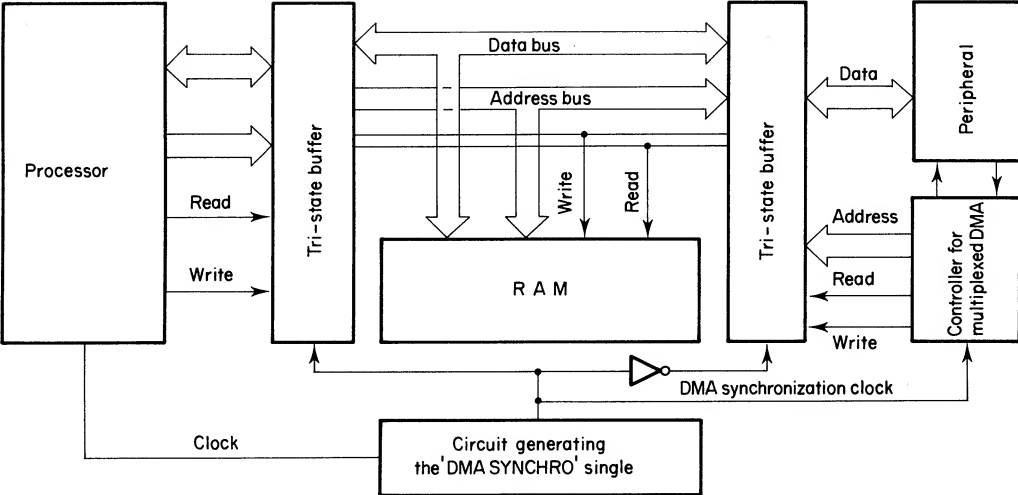 Processor
Read
Write
Tri-state buffer
Data bus
Address bus
Write
Read
RAM
Tri-state buffer
Data
Peripheral
Address
Read
Write
Controller for
multiplexed DMA
DMA synchronization clock
Clock
Circuit generating
the 'DMA SYNCHRO' single